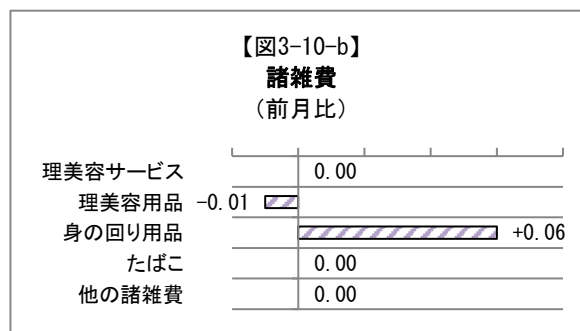 【図3-10-b】
諸雑費
（前月比）
理美容サービス 0.00
理美容用品 -0.01
身の回り用品 +0.06
たばこ 0.00
他の諸雑費 0.00